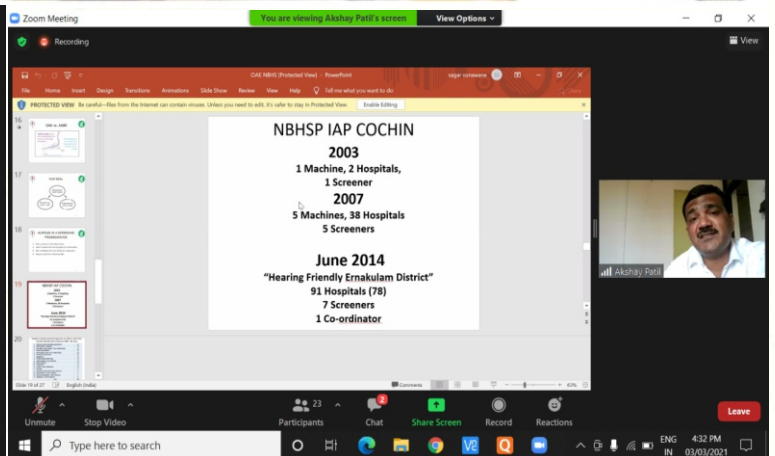 Zoom Meeting
You are viewing Akshay Patil's screen
View Options
Recording
View
OAE NBHS [Protected View] - PowerPoint
sagar sonawane
File Home Insert Design Transitions Animations Slide Show Review View Help Tell me what you want to do
PROTECTED VIEW Be careful—files from the Internet can contain viruses. Unless you need to edit, it's safer to stay in Protected View. Enable Editing
16
17
18
19
20
NBHSP IAP COCHIN
2003
1 Machine, 2 Hospitals,
1 Screener
2007
5 Machines, 38 Hospitals
5 Screeners
June 2014
"Hearing Friendly Ernakulam District"
91 Hospitals (78)
7 Screeners
1 Co-ordinator
Akshay Patil
Slide 19 of 27 English (India)
Comments
63%
Unmute
Stop Video
23
Participants
2
Chat
Share Screen
Record
Reactions
Leave
Type here to search
ENG
IN
4:32 PM
03/03/2021